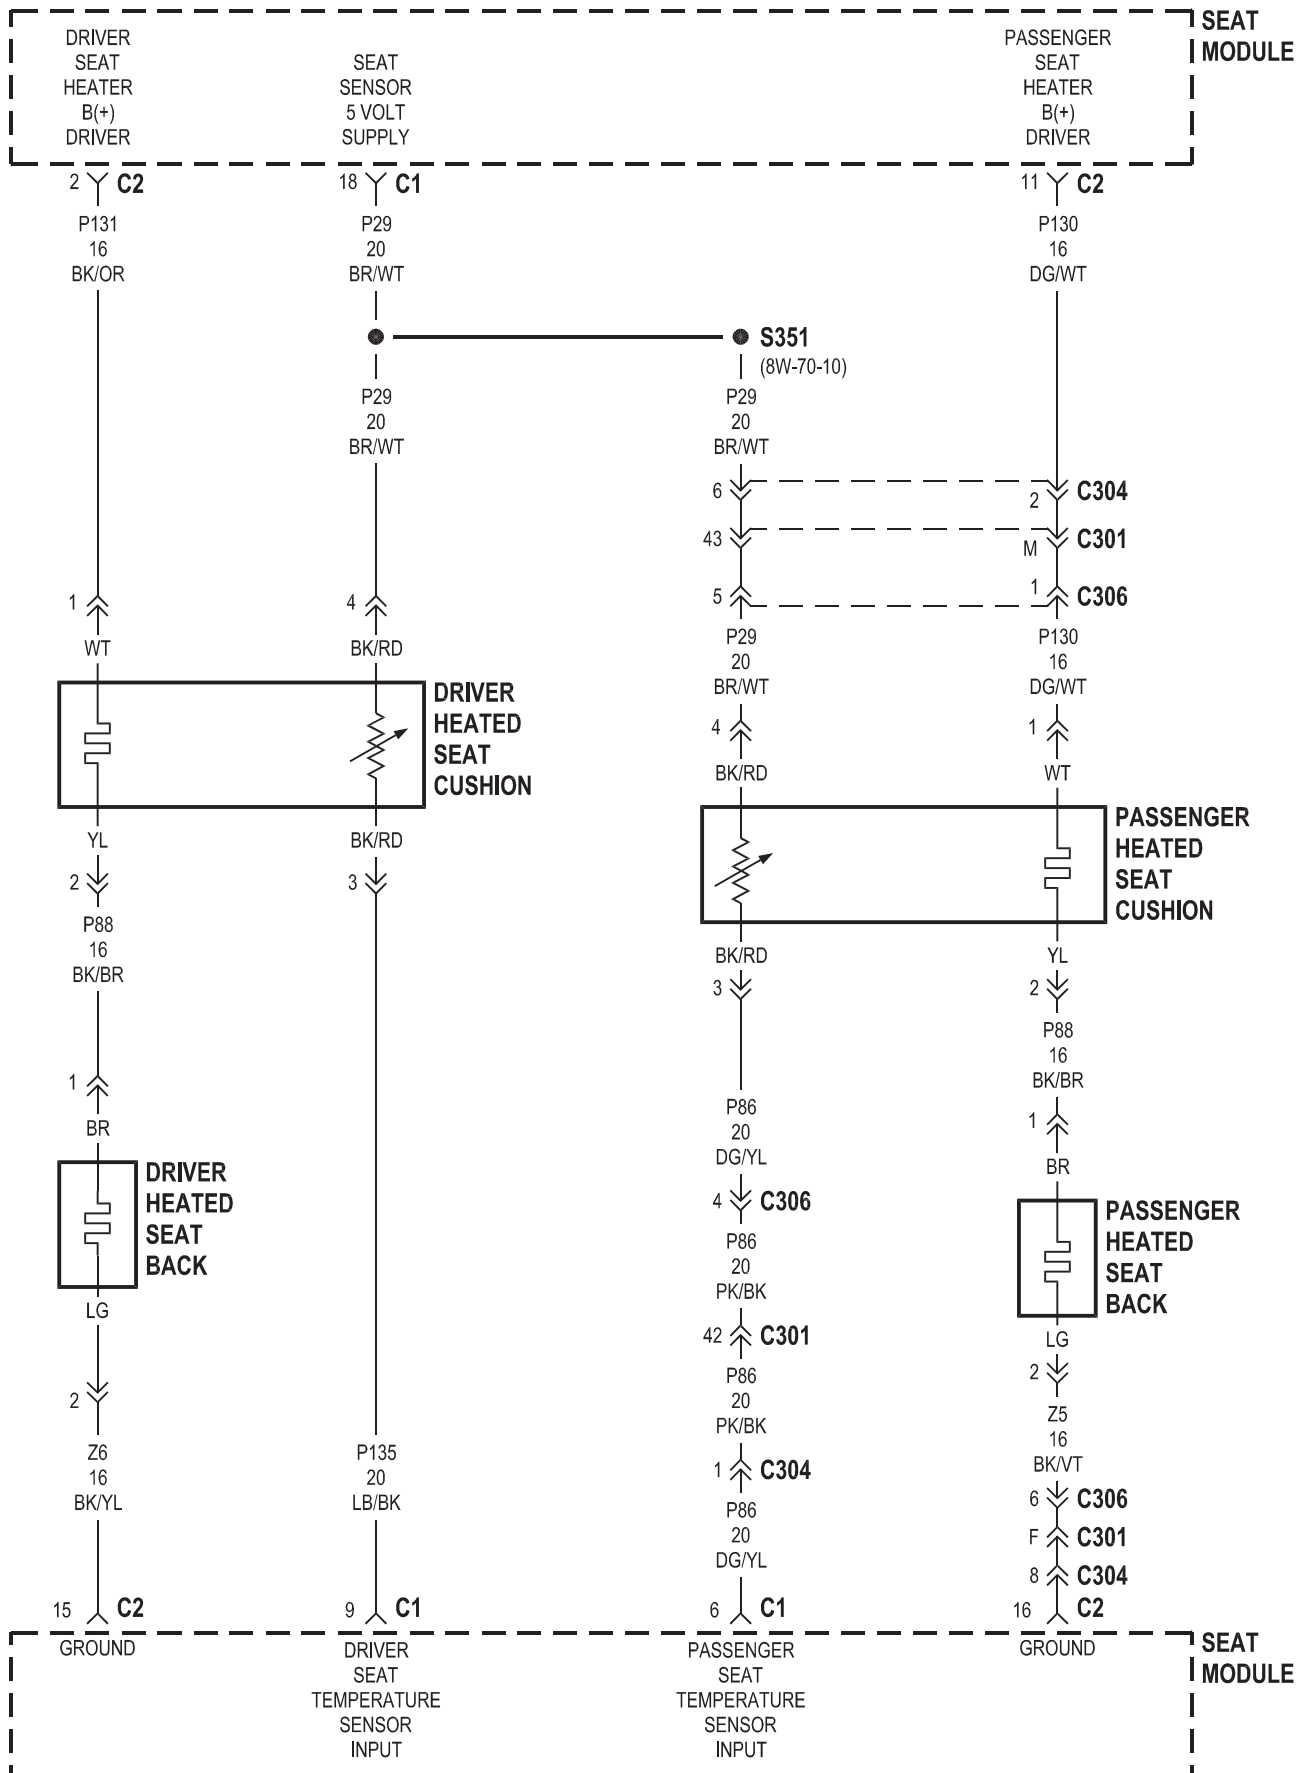 DRIVER
SEAT
HEATER
B(+)
DRIVER
SEAT
SENSOR
5 VOLT
SUPPLY
PASSENGER
SEAT
HEATER
B(+)
DRIVER
SEAT
MODULE
2 C2
18 C1
11 C2
P131
16
BK/OR
P29
20
BR/WT
P130
16
DG/WT
S351
(8W-70-10)
P29
20
BR/WT
P29
20
BR/WT
6
2 C304
43
M C301
5
1 C306
1
4
WT
BK/RD
P29
20
BR/WT
P130
16
DG/WT
DRIVER
HEATED
SEAT
CUSHION
4
1
BK/RD
WT
YL
BK/RD
PASSENGER
HEATED
SEAT
CUSHION
2
3
P88
16
BK/BR
BK/RD
YL
3
2
P88
16
BK/BR
1
1
BR
BR
P86
20
DG/YL
DRIVER
HEATED
SEAT
BACK
4 C306
PASSENGER
HEATED
SEAT
BACK
P86
20
PK/BK
LG
LG
42 C301
2
2
P86
20
PK/BK
Z5
16
BK/VT
Z6
16
BK/YL
P135
20
LB/BK
1 C304
6 C306
P86
20
DG/YL
F C301
8 C304
15 C2
9 C1
6 C1
16 C2
GROUND
DRIVER
SEAT
TEMPERATURE
SENSOR
INPUT
PASSENGER
SEAT
TEMPERATURE
SENSOR
INPUT
GROUND
SEAT
MODULE